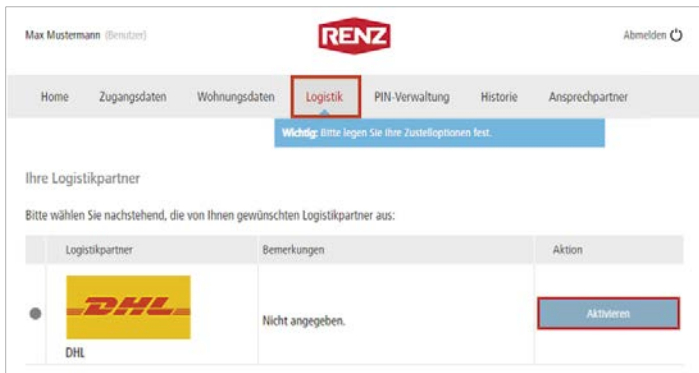 Max Mustermann (Benutzer)
RENZ
Abmelden
Home Zugangsdaten Wohnungsdaten Logistik PIN-Verwaltung Historie Ansprechpartner
Wichtig: Bitte legen Sie Ihre Zustelloptionen fest.
Ihre Logistikpartner
Bitte wählen Sie nachstehend, die von Ihnen gewünschten Logistikpartner aus:
Logistikpartner Bemerkungen Aktion
DHL
Nicht angegeben.
Aktivieren
DHL